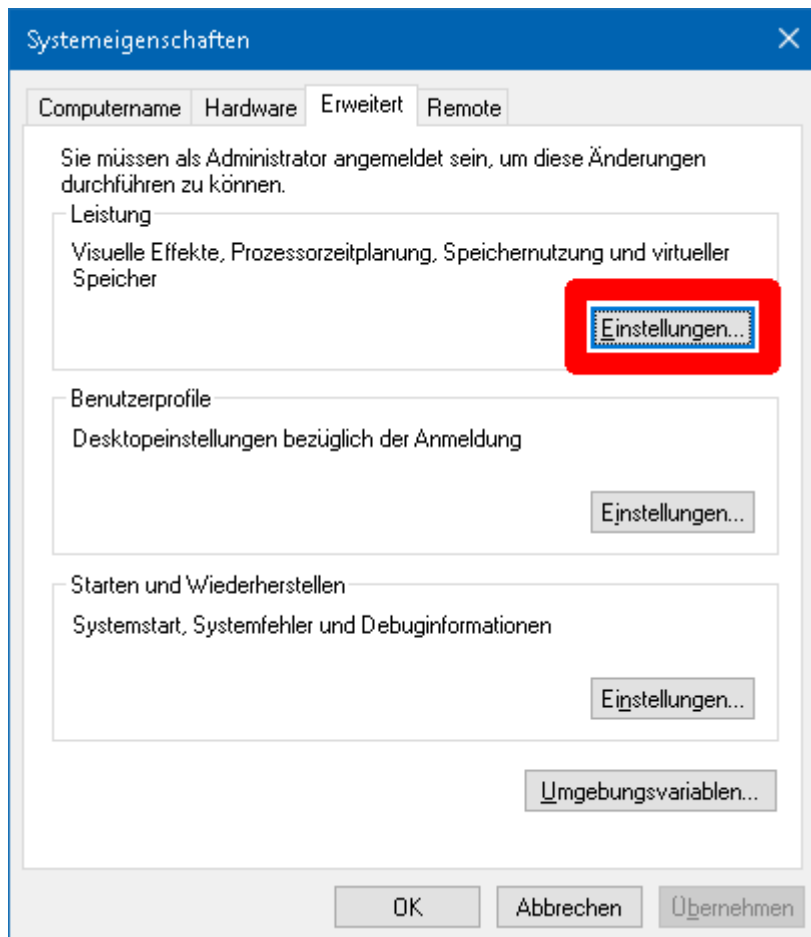 Systemeigenschaften
Computername Hardware Erweitert Remote
Sie müssen als Administrator angemeldet sein, um diese Änderungen
durchführen zu können.
Leistung
Visuelle Effekte, Prozessorzeitplanung, Speichernutzung und virtueller
Speicher
Einstellungen...
Benutzerprofile
Desktopeinstellungen bezüglich der Anmeldung
Einstellungen...
Starten und Wiederherstellen
Systemstart, Systemfehler und Debuginformationen
Einstellungen...
Umgebungsvariablen...
OK Abbrechen Übernehmen